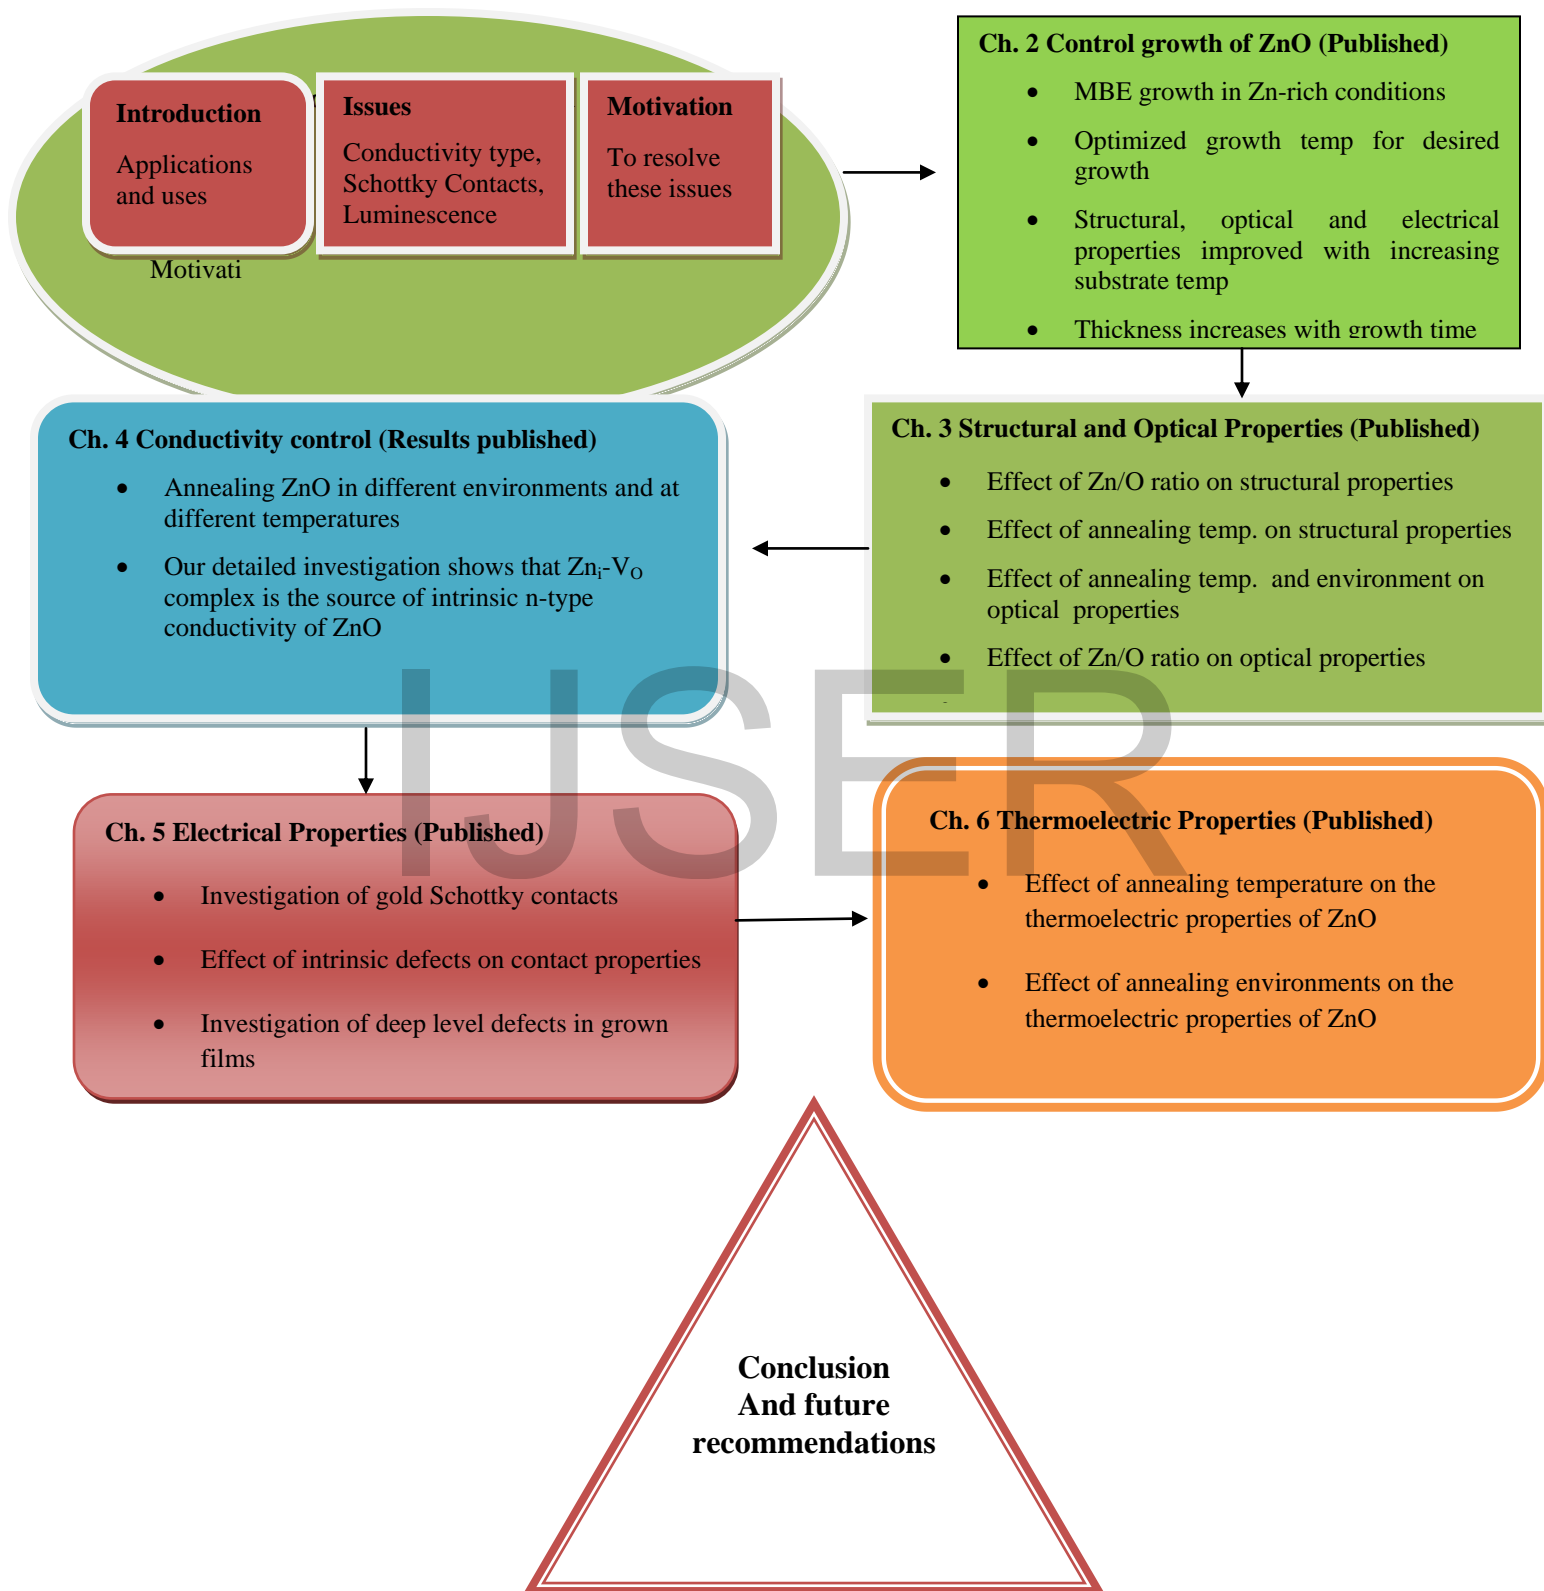 Introduction
Applications
and uses
Issues
Conductivity type,
Schottky Contacts,
Luminescence
Motivation
To resolve
these issues
Motivati
Ch. 2 Control growth of ZnO (Published)
• MBE growth in Zn-rich conditions
• Optimized growth temp for desired
growth
• Structural, optical and electrical
properties improved with increasing
substrate temp
• Thickness increases with growth time
Ch. 3 Structural and Optical Properties (Published)
• Effect of Zn/O ratio on structural properties
• Effect of annealing temp. on structural properties
• Effect of annealing temp. and environment on
optical properties
• Effect of Zn/O ratio on optical properties
Ch. 4 Conductivity control (Results published)
• Annealing ZnO in different environments and at
different temperatures
• Our detailed investigation shows that Znᵢ-V_O
complex is the source of intrinsic n-type
conductivity of ZnO
IJSER
Ch. 5 Electrical Properties (Published)
• Investigation of gold Schottky contacts
• Effect of intrinsic defects on contact properties
• Investigation of deep level defects in grown
films
Ch. 6 Thermoelectric Properties (Published)
• Effect of annealing temperature on the
thermoelectric properties of ZnO
• Effect of annealing environments on the
thermoelectric properties of ZnO
Conclusion
And future
recommendations